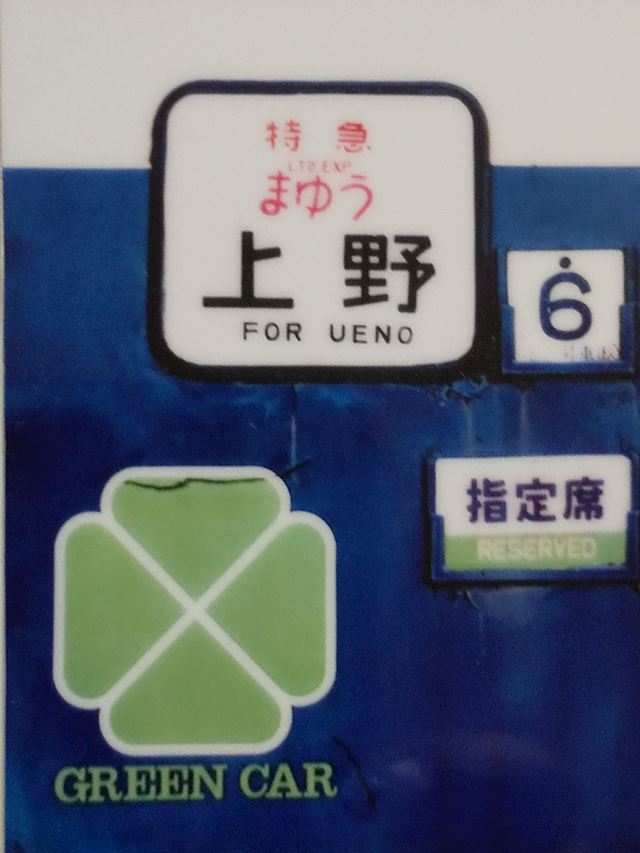 特急
LTD.EXP
まゆう
上野
FOR UENO
6
指定席
RESERVED
GREEN CAR